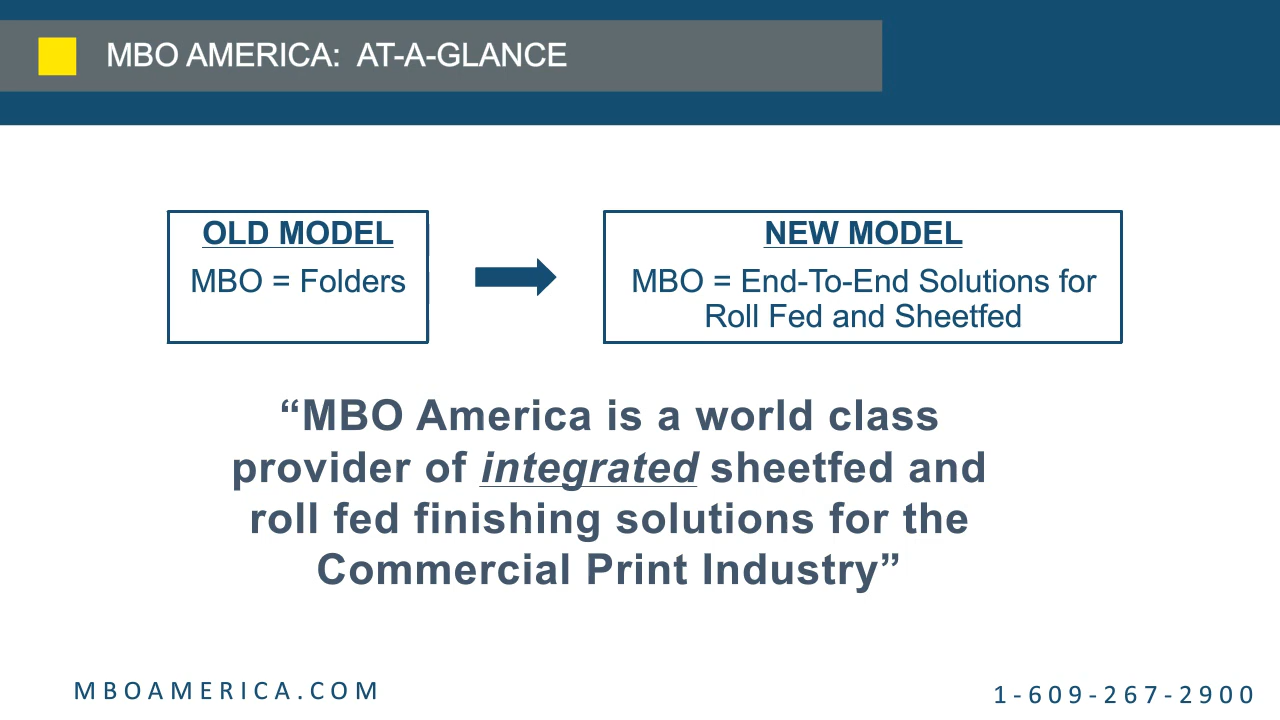 MBO AMERICA:  AT-A-GLANCE
OLD MODEL
MBO = Folders
NEW MODEL
MBO = End-To-End Solutions for
Roll Fed and Sheetfed
“MBO America is a world class
provider of integrated sheetfed and
roll fed finishing solutions for the
Commercial Print Industry”
MBOAMERICA.COM
1-609-267-2900